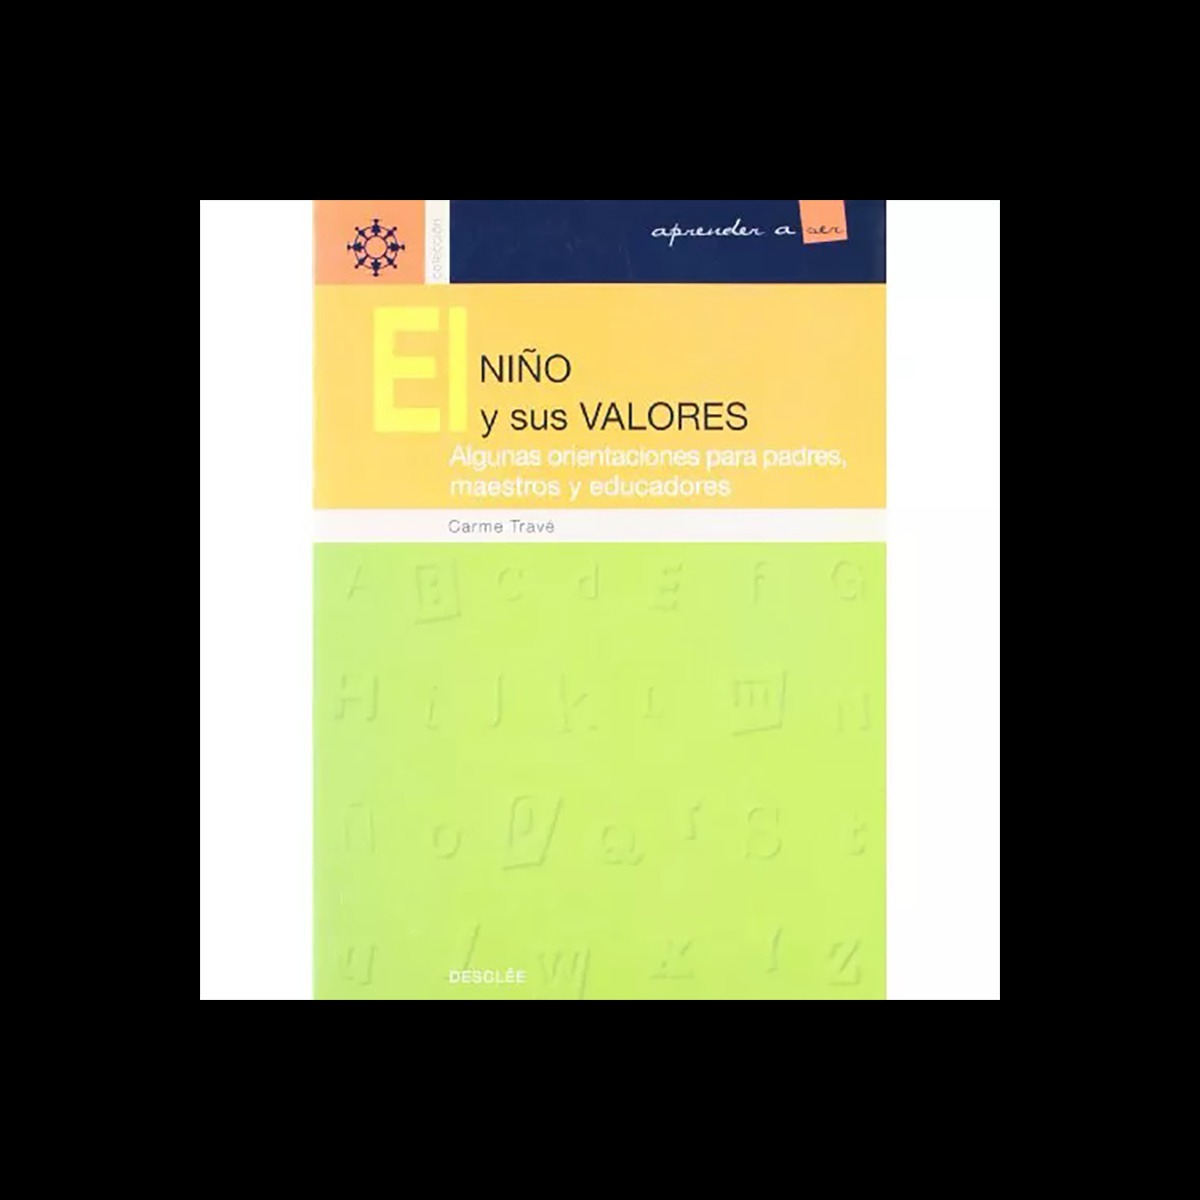 colección
aprender a ser
El NIÑO
y sus VALORES
Algunas orientaciones para padres,
maestros y educadores
Carme Travé
A B C d E f G
H i J k L m n
ñ o p Q r S t
u v w x y z
DESCLÉE